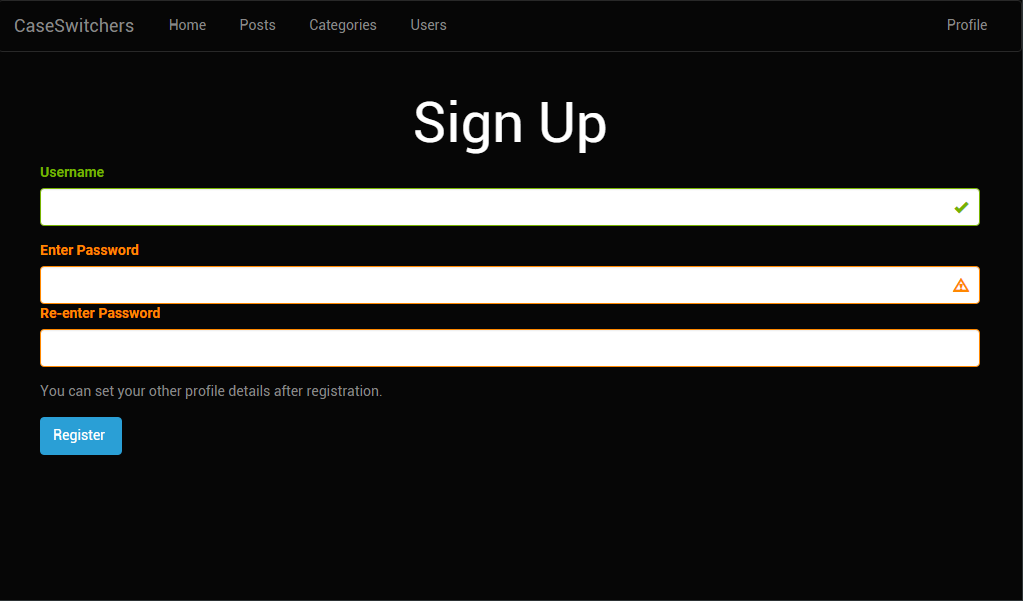 CaseSwitchers Home Posts Categories Users Profile
Sign Up
Username
Enter Password
Re-enter Password
You can set your other profile details after registration.
Register